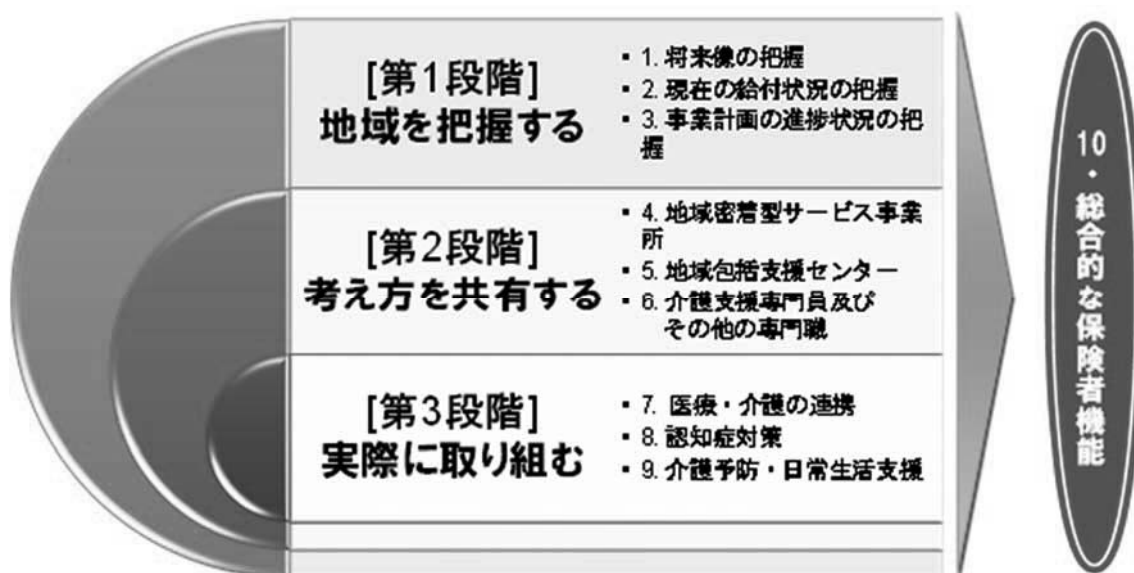 [第1段階]
地域を把握する
▪ 1. 将来像の把握
▪ 2. 現在の給付状況の把握
▪ 3. 事業計画の進捗状況の把
握
[第2段階]
考え方を共有する
▪ 4. 地域密着型サービス事業
所
▪ 5. 地域包括支援センター
▪ 6. 介護支援専門員及び
その他の専門職
[第3段階]
実際に取り組む
▪ 7. 医療・介護の連携
▪ 8. 認知症対策
▪ 9. 介護予防・日常生活支援
10・総合的な保険者機能